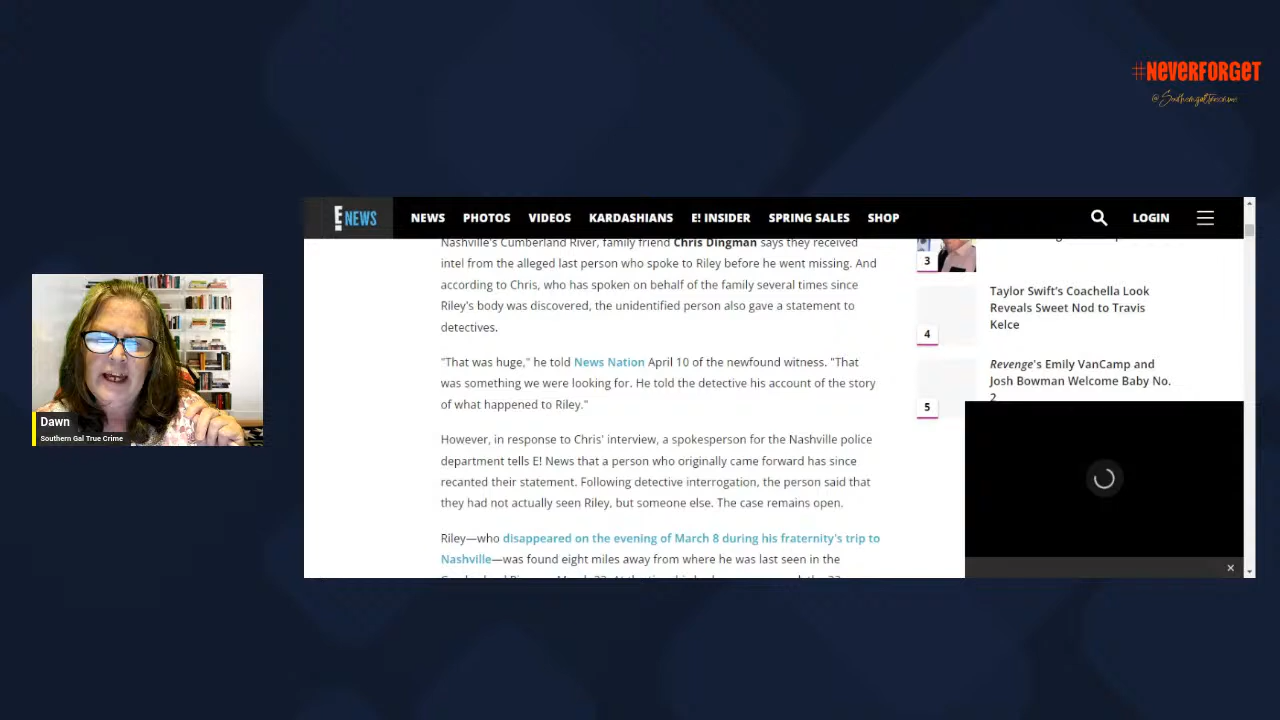 #NEVERFORGET
@Southerngaltruecrime
E! NEWS
NEWS PHOTOS VIDEOS KARDASHIANS E! INSIDER SPRING SALES SHOP LOGIN
Nashville's Cumberland River, family friend Chris Dingman says they received
intel from the alleged last person who spoke to Riley before he went missing. And
according to Chris, who has spoken on behalf of the family several times since
Riley's body was discovered, the unidentified person also gave a statement to
detectives.
"That was huge," he told News Nation April 10 of the newfound witness. "That
was something we were looking for. He told the detective his account of the story
of what happened to Riley."
However, in response to Chris' interview, a spokesperson for the Nashville police
department tells E! News that a person who originally came forward has since
recanted their statement. Following detective interrogation, the person said that
they had not actually seen Riley, but someone else. The case remains open.
Riley—who disappeared on the evening of March 8 during his fraternity's trip to
Nashville—was found eight miles away from where he was last seen in the
3
4
Taylor Swift's Coachella Look
Reveals Sweet Nod to Travis
Kelce
5
Revenge's Emily VanCamp and
Josh Bowman Welcome Baby No.
2
Dawn
Southern Gal True Crime